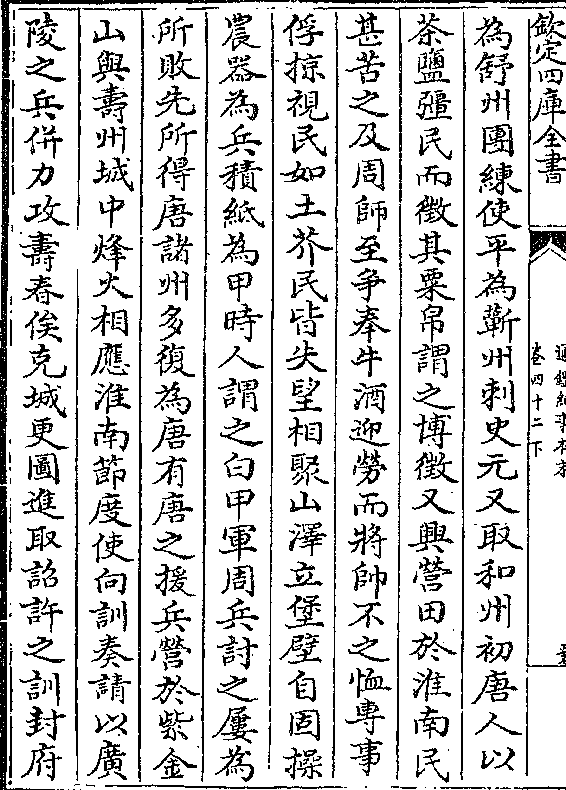 欽定四庫全書
通鑑紀事本末
卷四十二下
為舒州團練使平為蘄州刺史元又取和州初唐人以
茶鹽彊民而徵其粟帛謂之博徵又興營田於淮南民
甚苦之及周師至争奉牛酒迎勞而將帥不之恤專事
俘掠視民如土芥民皆失望相聚山澤立堡壁自固操
農器為兵積紙為甲時人謂之白甲軍周兵討之屢為
所敗先所得唐諸州多復為唐有唐之援兵營於紫金
山與壽州城中烽火相應淮南節度使向訓奏請以廣
陵之兵併力攻壽春俟克城更圖進取詔許之訓封府